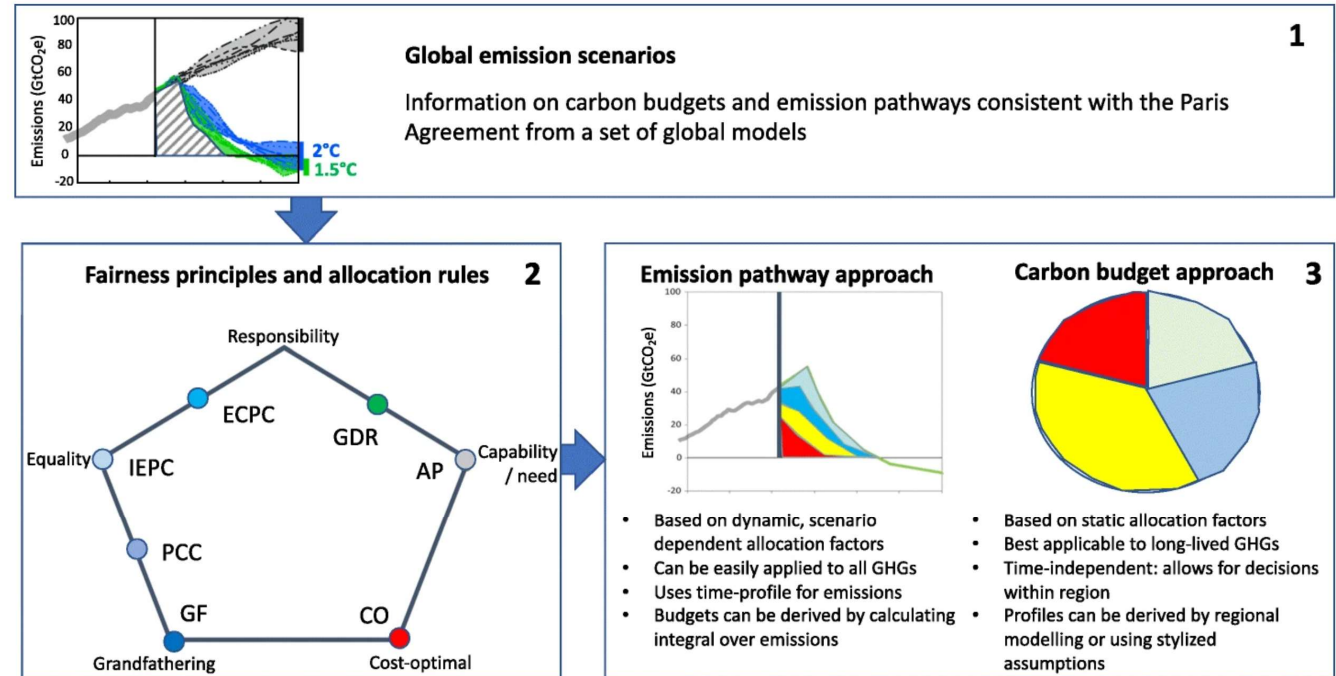 1
Global emission scenarios
Information on carbon budgets and emission pathways consistent with the Paris
Agreement from a set of global models
Emissions (GtCO₂e)
100
80
60
40
20
0
-20
2°C
1.5°C
Fairness principles and allocation rules 2
Responsibility
ECPC
GDR
Equality
IEPC
AP
Capability
/ need
PCC
GF
CO
Grandfathering
Cost-optimal
3
Emission pathway approach
Emissions (GtCO₂e)
100
80
60
40
20
0
-20
• Based on dynamic, scenario
dependent allocation factors
• Can be easily applied to all GHGs
• Uses time-profile for emissions
• Budgets can be derived by calculating
integral over emissions
Carbon budget approach
• Based on static allocation factors
• Best applicable to long-lived GHGs
• Time-independent: allows for decisions
within region
• Profiles can be derived by regional
modelling or using stylized
assumptions